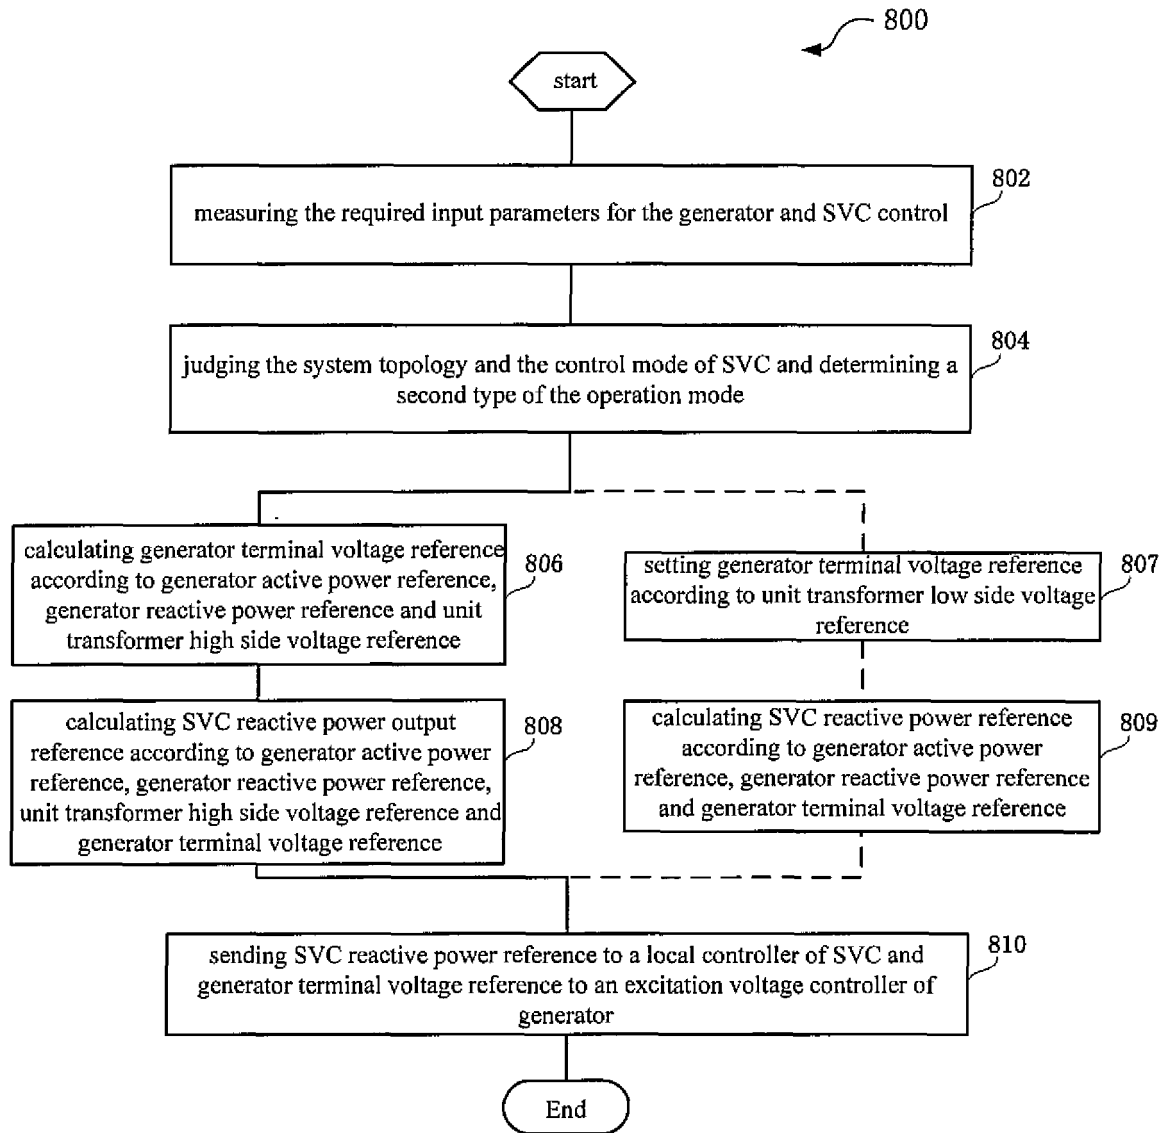 800
start
802
measuring the required input parameters for the generator and SVC control
804
judging the system topology and the control mode of SVC and determining a
second type of the operation mode
calculating generator terminal voltage reference
according to generator active power reference,
generator reactive power reference and unit
transformer high side voltage reference
806
setting generator terminal voltage reference
according to unit transformer low side voltage
reference
807
calculating SVC reactive power output
reference according to generator active power
reference, generator reactive power reference,
unit transformer high side voltage reference and
generator terminal voltage reference
808
calculating SVC reactive power reference
according to generator active power
reference, generator reactive power reference
and generator terminal voltage reference
809
sending SVC reactive power reference to a local controller of SVC and
generator terminal voltage reference to an excitation voltage controller of
generator
810
End